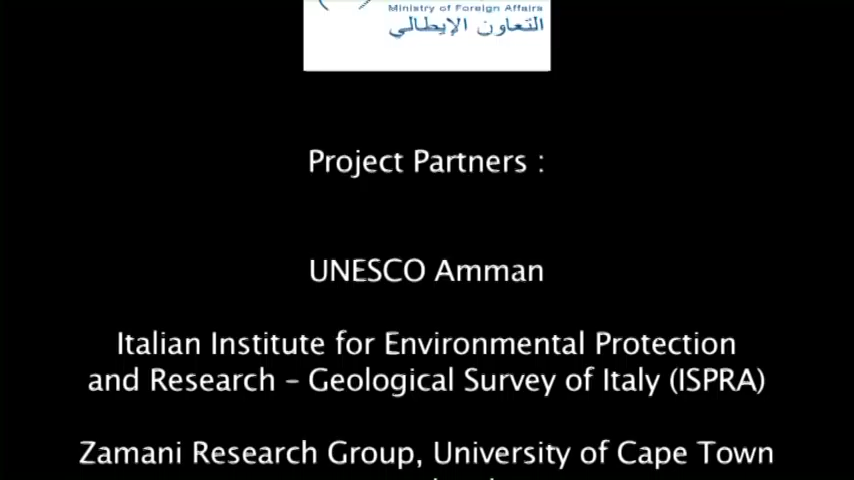 Ministry of Foreign Affairs
التعاون الإيطالي
Project Partners :
UNESCO Amman
Italian Institute for Environmental Protection
and Research – Geological Survey of Italy (ISPRA)
Zamani Research Group, University of Cape Town